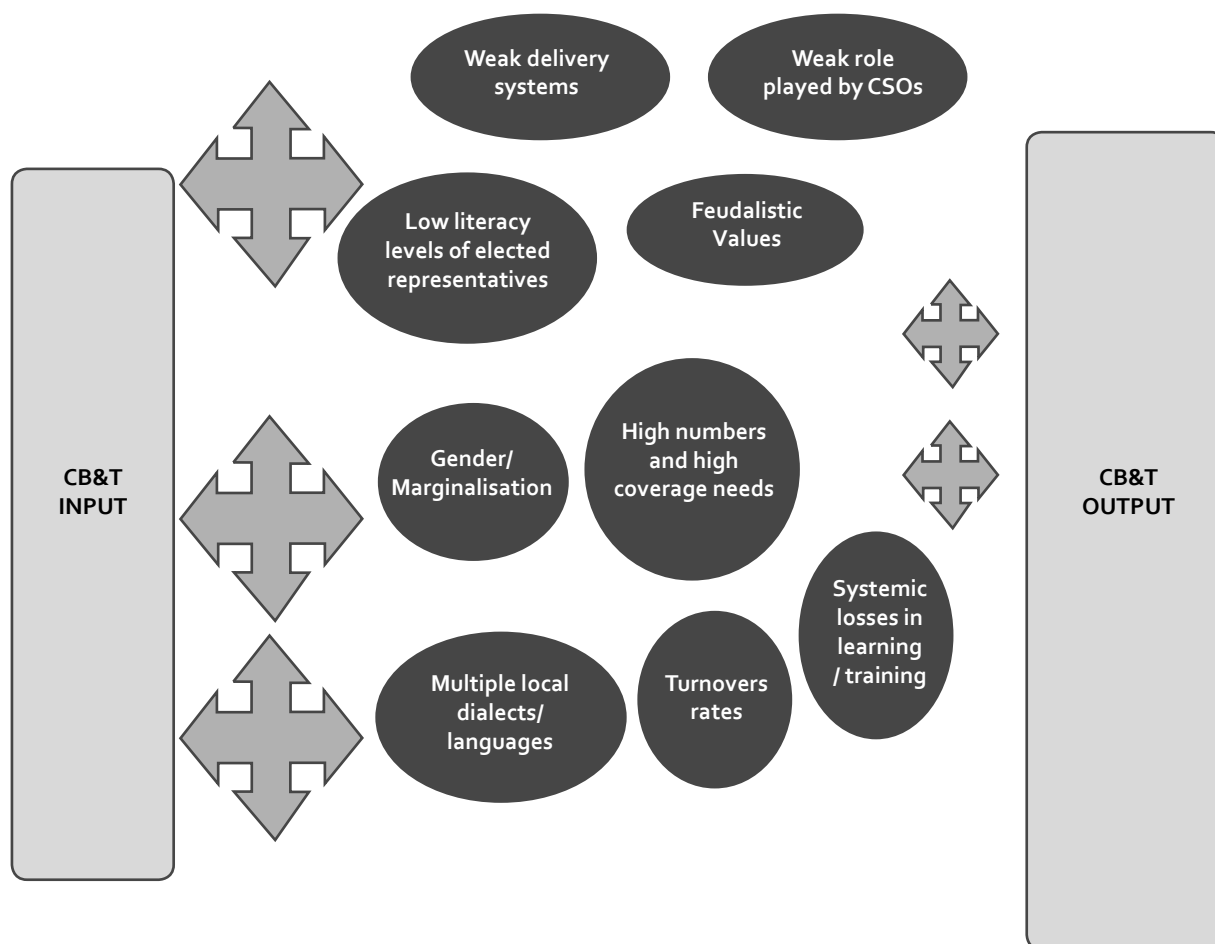 Weak delivery
systems
Weak role
played by CSOs
Low literacy
levels of elected
representatives
Feudalistic
Values
CB&T
INPUT
Gender/
Marginalisation
High numbers
and high
coverage needs
CB&T
OUTPUT
Systemic
losses in
learning
/ training
Multiple local
dialects/
languages
Turnovers
rates